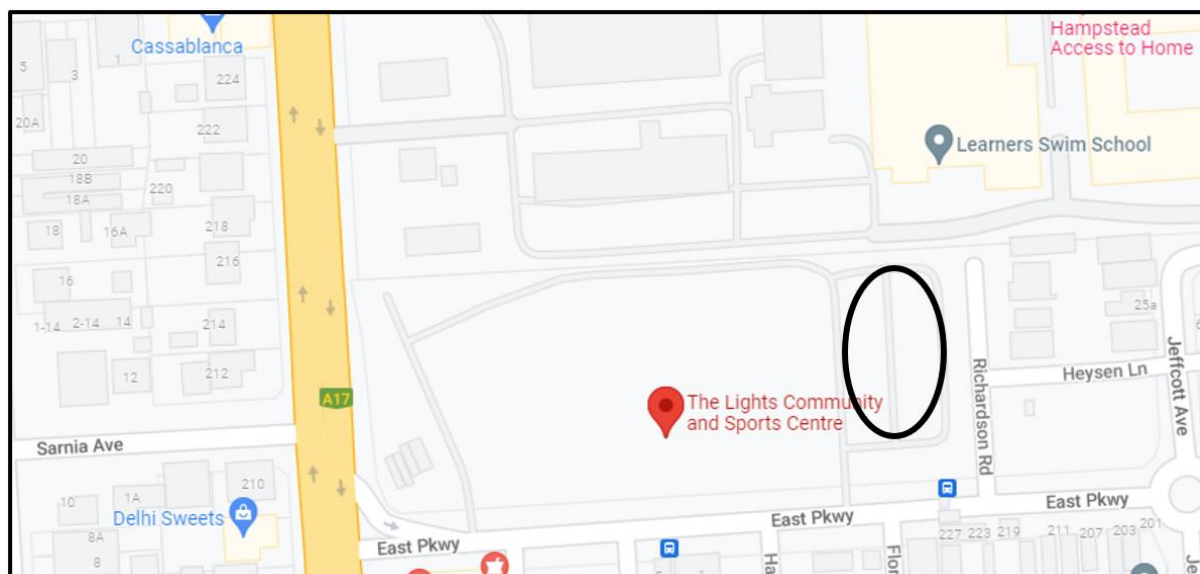 Cassablanca
Hampstead
Access to Home
5
3
1
224
20A
222
Learners Swim School
20
18B
220
18A
18
16A
218
216
16
25a
1-14
2-14
14
214
Heysen Ln
Jeffcott Ave
12
212
A17
The Lights Community
and Sports Centre
Richardson Rd
Sarnia Ave
210
10
1A
Delhi Sweets
8A
8
East Pkwy
East Pkwy
East Pkwy
227
223
219
211
207
203
201
Ha
Flor
Je